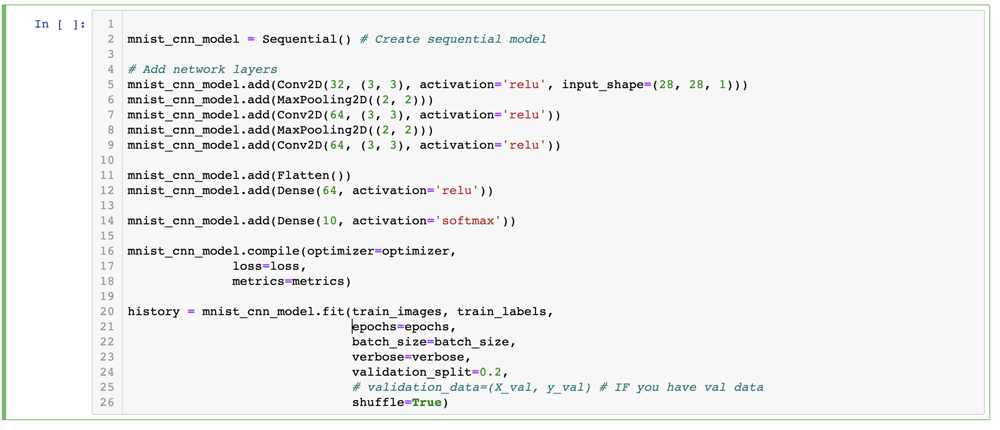 In [ ]:
1
2 mnist_cnn_model = Sequential() # Create sequential model
3
4 # Add network layers
5 mnist_cnn_model.add(Conv2D(32, (3, 3), activation='relu', input_shape=(28, 28, 1)))
6 mnist_cnn_model.add(MaxPooling2D((2, 2)))
7 mnist_cnn_model.add(Conv2D(64, (3, 3), activation='relu'))
8 mnist_cnn_model.add(MaxPooling2D((2, 2)))
9 mnist_cnn_model.add(Conv2D(64, (3, 3), activation='relu'))
10
11 mnist_cnn_model.add(Flatten())
12 mnist_cnn_model.add(Dense(64, activation='relu'))
13
14 mnist_cnn_model.add(Dense(10, activation='softmax'))
15
16 mnist_cnn_model.compile(optimizer=optimizer,
17               loss=loss,
18               metrics=metrics)
19
20 history = mnist_cnn_model.fit(train_images, train_labels,
21                               epochs=epochs,
22                               batch_size=batch_size,
23                               verbose=verbose,
24                               validation_split=0.2,
25                               # validation_data=(X_val, y_val) # IF you have val data
26                               shuffle=True)